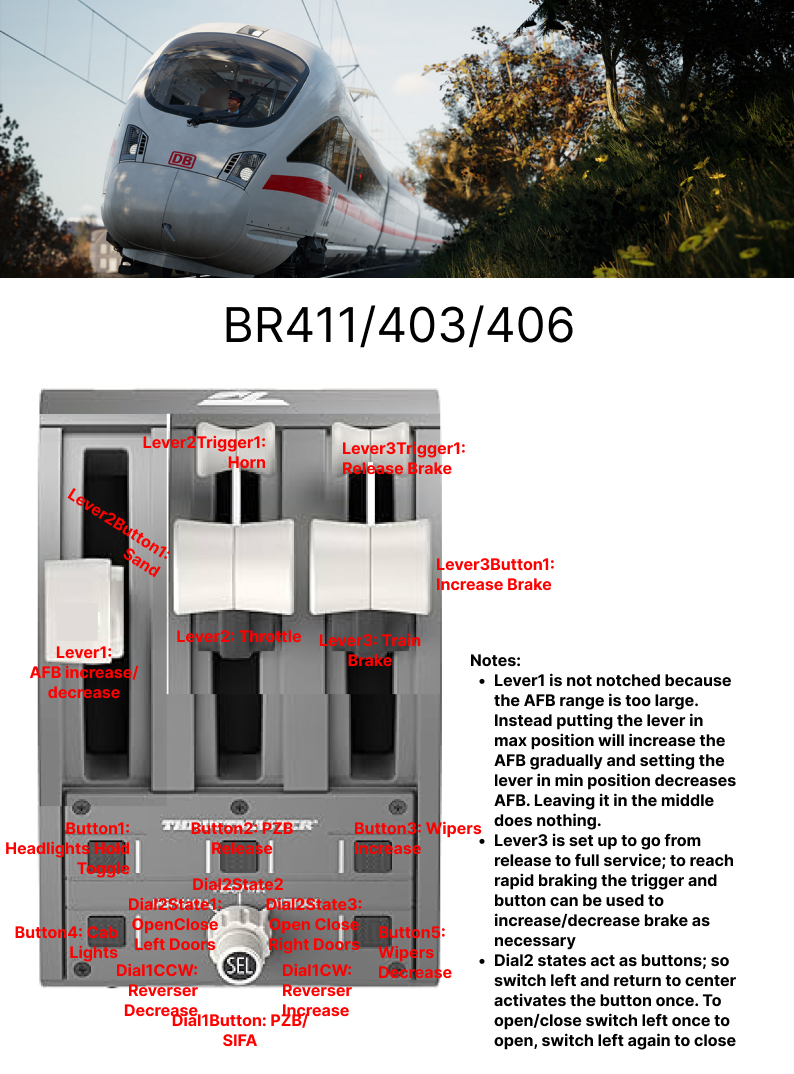 DB
BR411/403/406
Lever2Trigger1:
Horn
Lever3Trigger1:
Release Brake
Lever2Button1:
Sand
Lever3Button1:
Increase Brake
Lever2: Throttle
Lever3: Train
Brake
Lever1:
AFB increase/
decrease
Notes:
• Lever1 is not notched because
the AFB range is too large.
Instead putting the lever in
max position will increase the
AFB gradually and setting the
lever in min position decreases
AFB. Leaving it in the middle
does nothing.
• Lever3 is set up to go from
release to full service; to reach
rapid braking the trigger and
button can be used to
increase/decrease brake as
necessary
• Dial2 states act as buttons; so
switch left and return to center
activates the button once. To
open/close switch left once to
open, switch left again to close
THRUSTMASTER
Button1:
Headlights Hold
Toggle
Button2: PZB
Release
Button3: Wipers
Increase
Dial2State2
Dial2State1:
OpenClose
Left Doors
Dial2State3:
Open Close
Right Doors
Button4: Cab
Lights
Button5:
Wipers
Decrease
SEL
Dial1CCW:
Reverser
Decrease
Dial1CW:
Reverser
Increase
Dial1Button: PZB/
SIFA